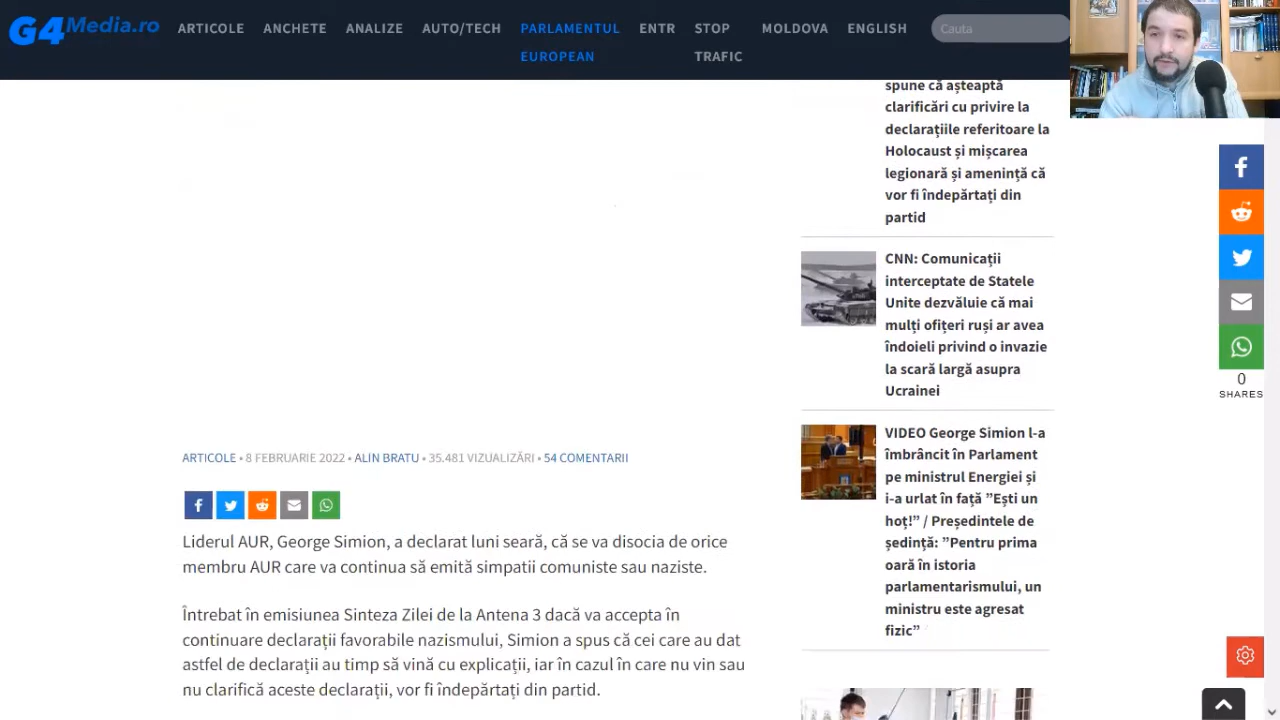 G4Media.ro
ARTICOLE ANCHETE ANALIZE AUTO/TECH PARLAMENTUL EUROPEAN ENTR STOP TRAFIC MOLDOVA ENGLISH
Cauta
spune că așteaptă
clarificări cu privire la
declarațiile referitoare la
Holocaust și mișcarea
legionară și amenință că
vor fi îndepărtați din
partid
CNN: Comunicații
interceptate de Statele
Unite dezvăluie că mai
mulți ofițeri ruși ar avea
îndoieli privind o invazie
la scară largă asupra
Ucrainei
VIDEO George Simion l-a
îmbrâncit în Parlament
pe ministrul Energiei și
i-a urlat în față ”Ești un
hoț!” / Președintele de
ședință: ”Pentru prima
oară în istoria
parlamentarismului, un
ministru este agresat
fizic”
0
SHARES
ARTICOLE • 8 FEBRUARIE 2022 • ALIN BRATU • 35.481 VIZUALIZĂRI • 54 COMENTARII
Liderul AUR, George Simion, a declarat luni seară, că se va disocia de orice
membru AUR care va continua să emită simpatii comuniste sau naziste.
Întrebat în emisiunea Sinteza Zilei de la Antena 3 dacă va accepta în
continuare declarații favorabile nazismului, Simion a spus că cei care au dat
astfel de declarații au timp să vină cu explicații, iar în cazul în care nu vin sau
nu clarifică aceste declarații, vor fi îndepărtați din partid.